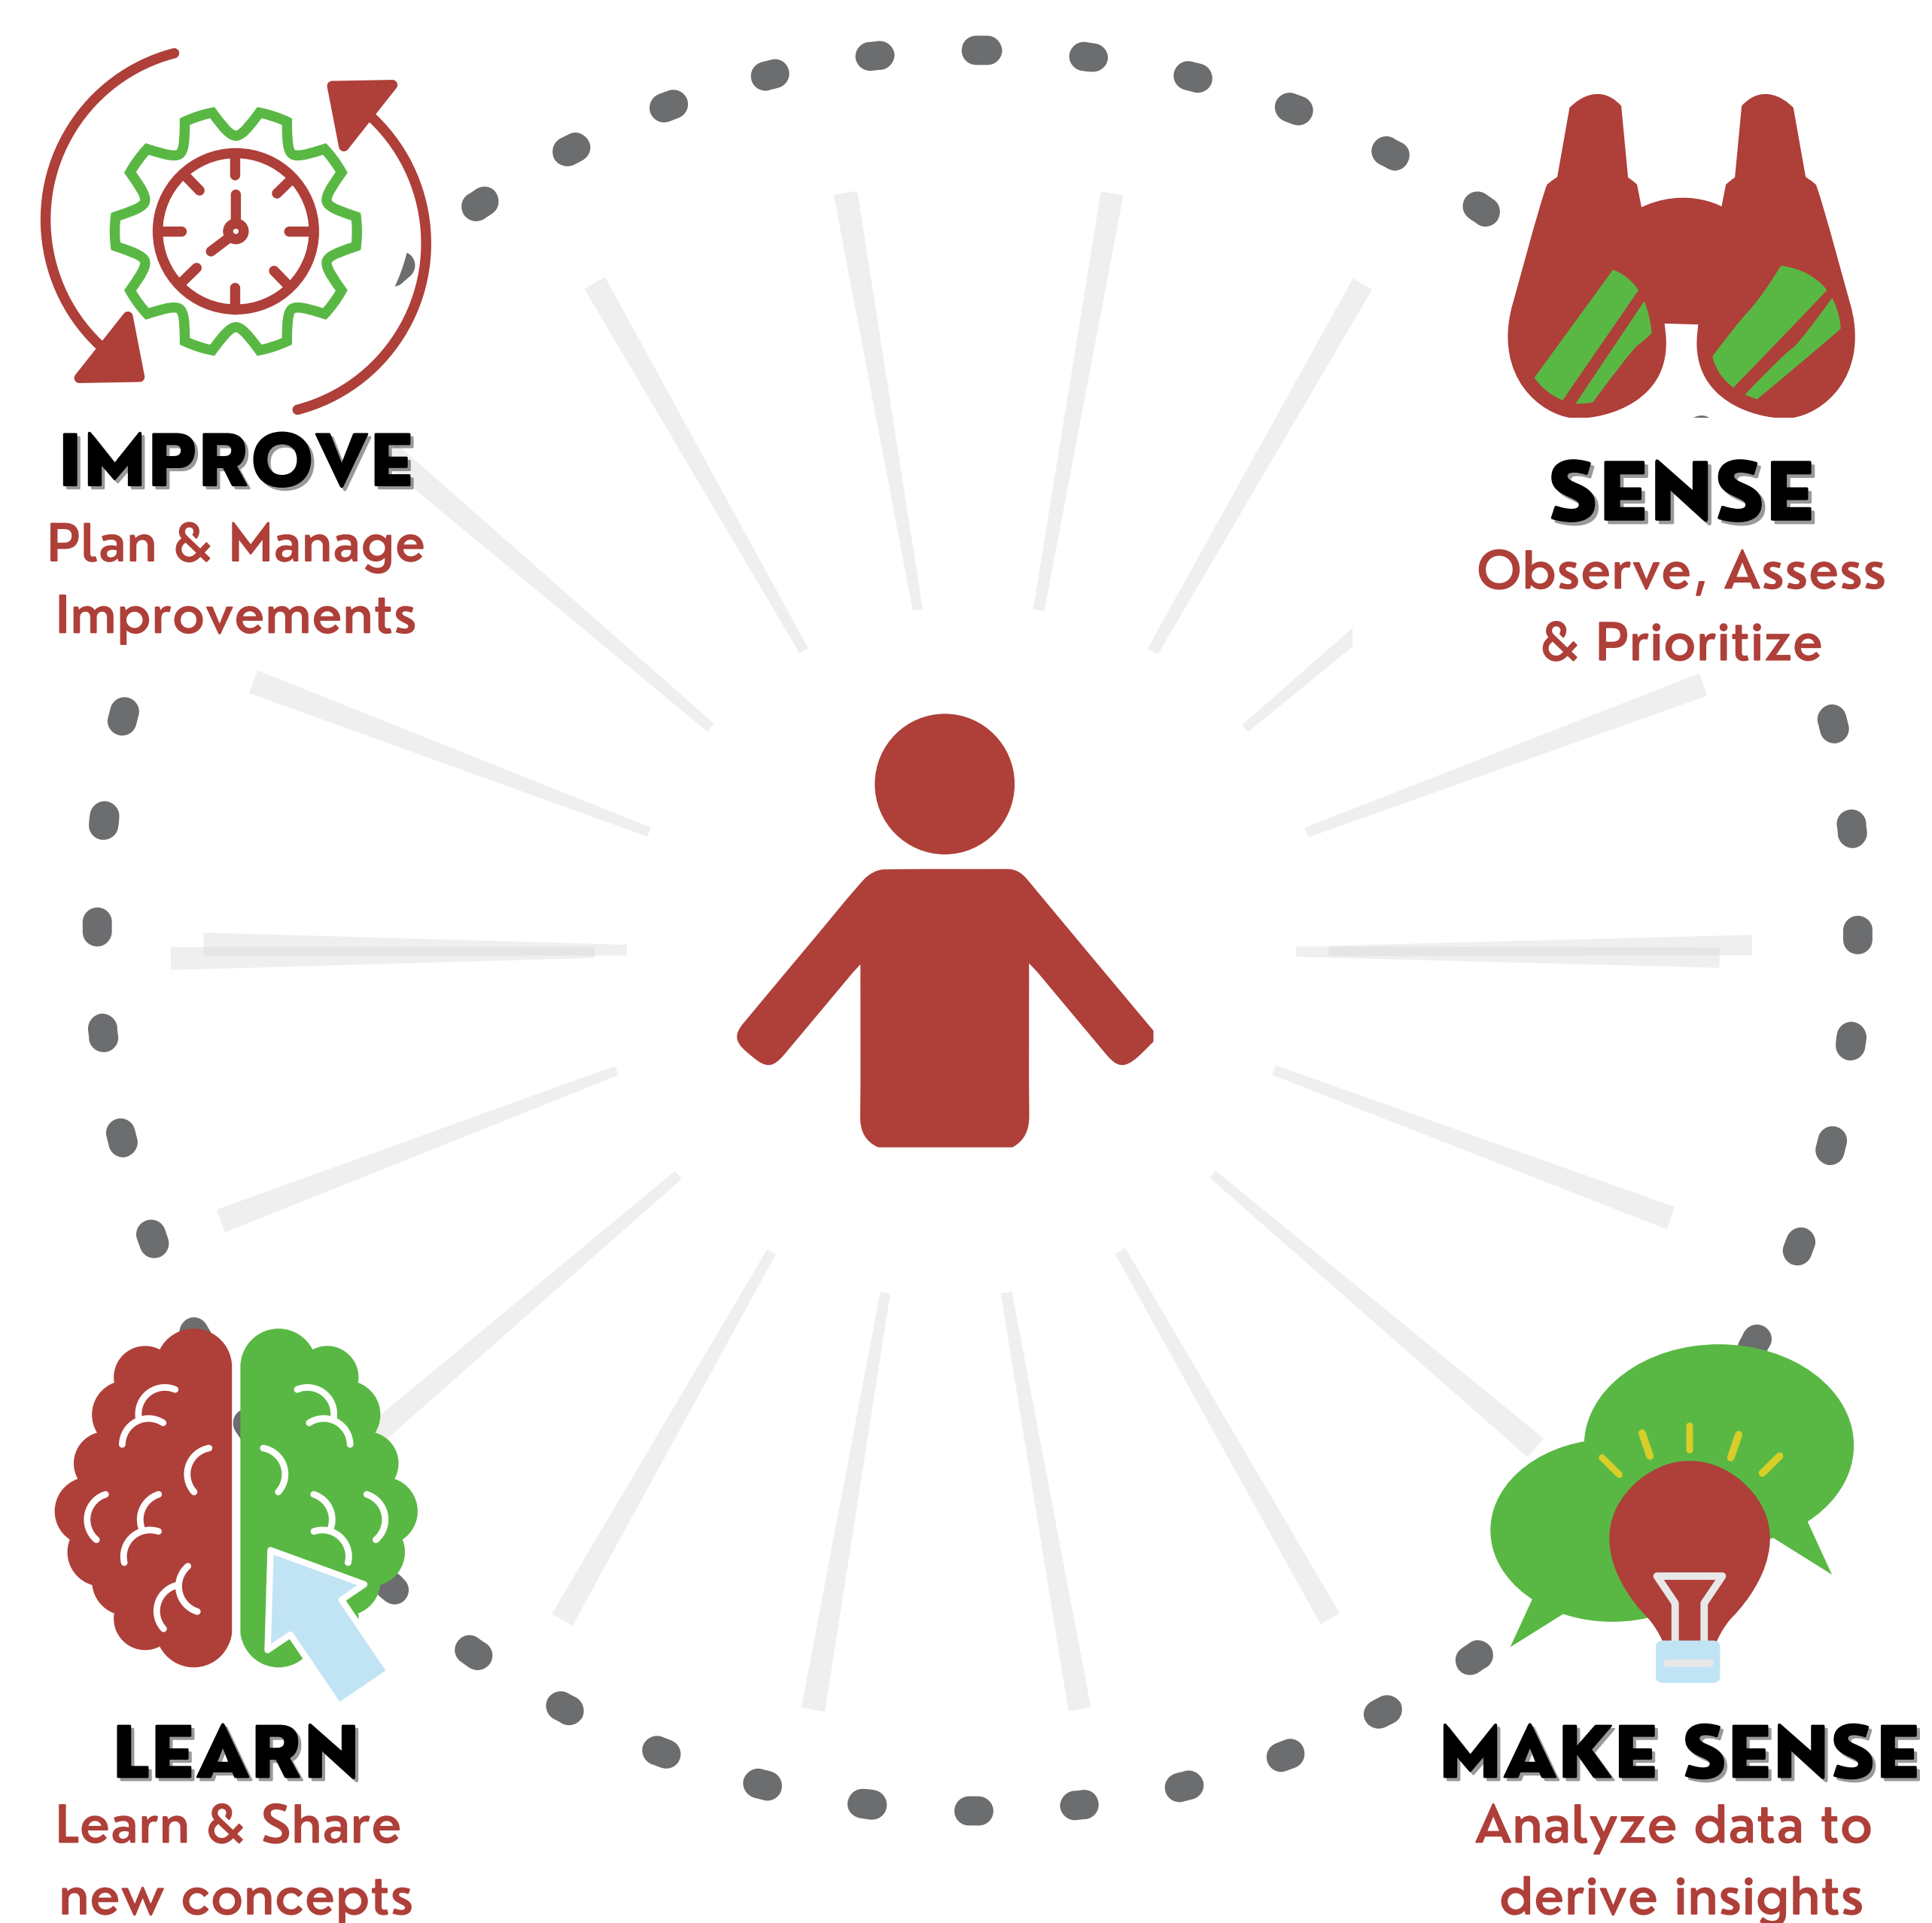 IMPROVE
Plan & Manage
Improvements
SENSE
Observe, Assess
& Prioritize
LEARN
Learn & Share
new concepts
MAKE SENSE
Analyze data to
derive insights